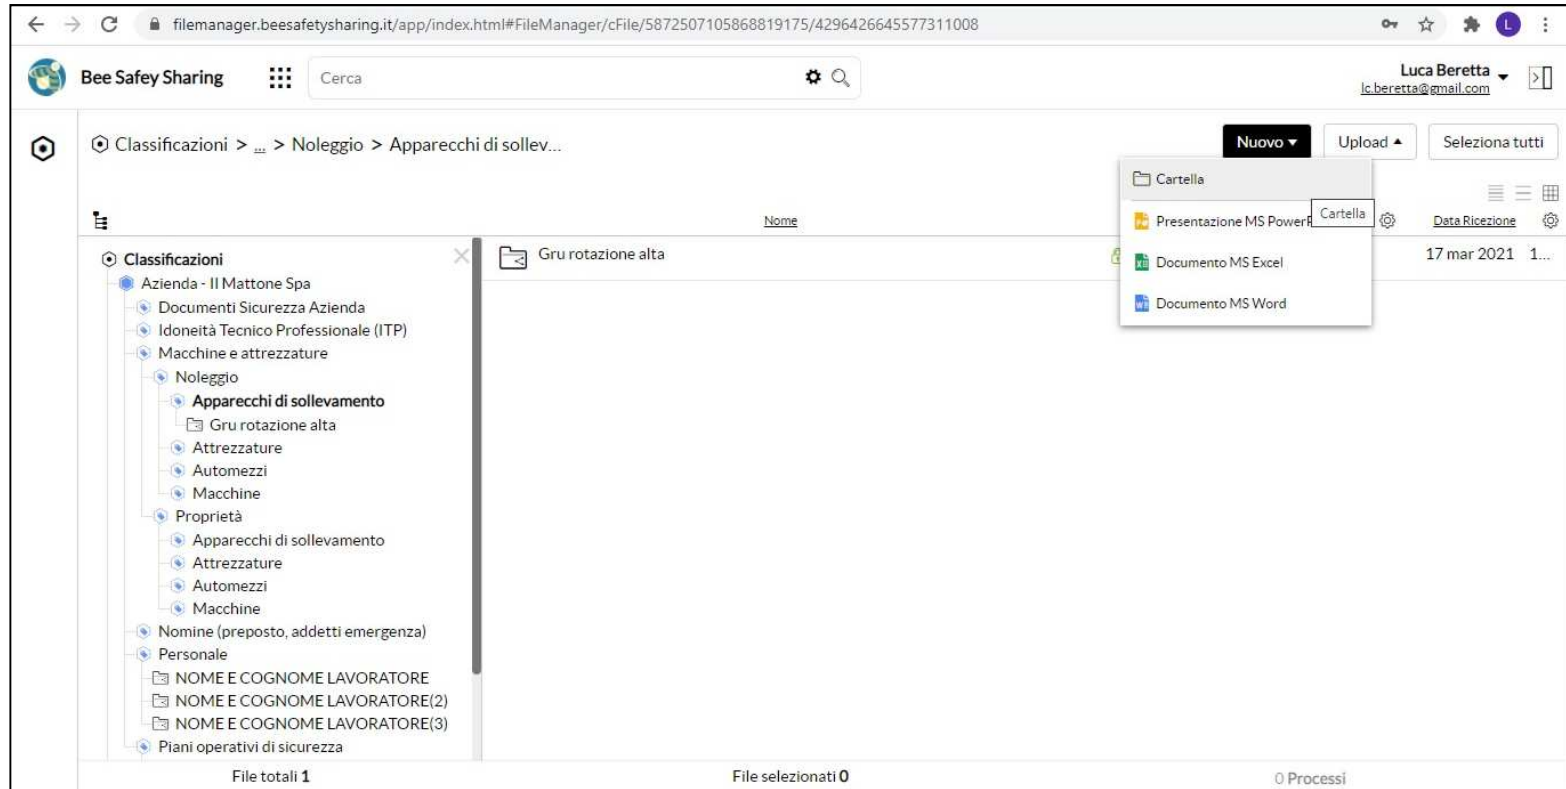 filemanager.beesafetysharing.it/app/index.html#FileManager/cFile/5872507105868819175/4296426645577311008
L
Bee Safey Sharing
Cerca
Luca Beretta
lc.beretta@gmail.com
Classificazioni > ... > Noleggio > Apparecchi di sollev...
Nuovo
Upload
Seleziona tutti
Cartella
Presentazione MS PowerP
Cartella
Documento MS Excel
Documento MS Word
Nome
Data Ricezione
Gru rotazione alta
17 mar 2021 1...
Classificazioni
Azienda - Il Mattone Spa
Documenti Sicurezza Azienda
Idoneità Tecnico Professionale (ITP)
Macchine e attrezzature
Noleggio
Apparecchi di sollevamento
Gru rotazione alta
Attrezzature
Automezzi
Macchine
Proprietà
Apparecchi di sollevamento
Attrezzature
Automezzi
Macchine
Nomine (preposto, addetti emergenza)
Personale
NOME E COGNOME LAVORATORE
NOME E COGNOME LAVORATORE(2)
NOME E COGNOME LAVORATORE(3)
Piani operativi di sicurezza
File totali 1
File selezionati 0
0 Processi